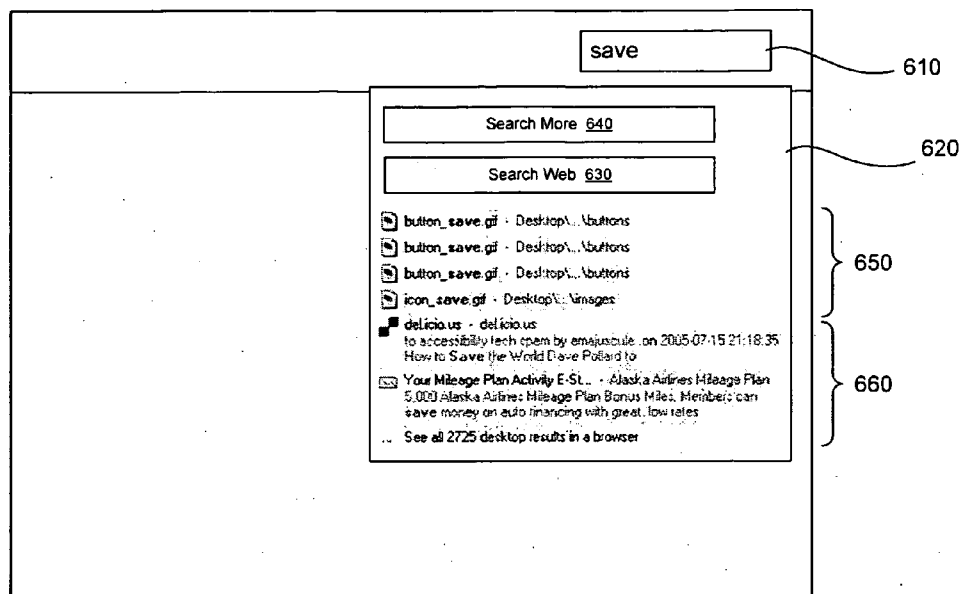 save
610
620
Search More 640
Search Web 630
button_save.gif - Desktop\...\buttons
button_save.gif - Desktop\...\buttons
button_save.gif - Desktop\...\buttons
icon_save.gif - Desktop\...\images
650
del.icio.us - del.icio.us
to accessibility tech spam by emajuscule ..on 2005-07-15 21:18:35
How to Save the World Dave Pollard to
Your Mileage Plan Activity E-St... - Alaska Airlines Mileage Plan
5,000 Alaska Airlines Mileage Plan Bonus Miles. Members can
save money on auto financing with great, low rates
660
... See all 2725 desktop results in a browser